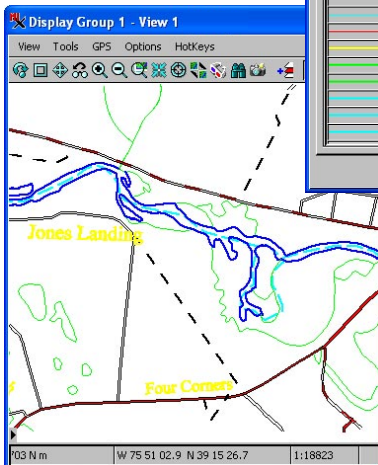 Display Group 1 - View 1
View Tools GPS Options HotKeys
Jones Landing
Four Corners
703 N m W 75 51 02.9 N 39 15 26.7 1:18823